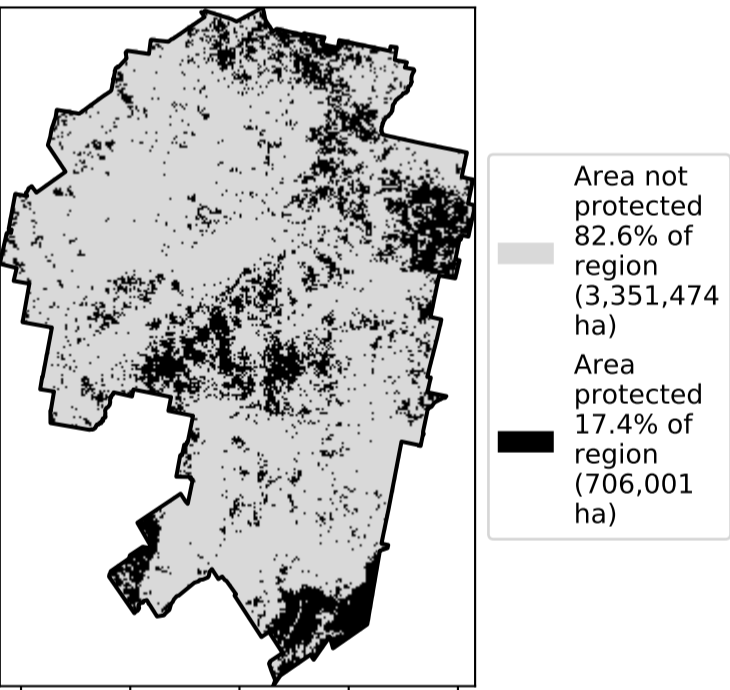 Area not
protected
82.6% of
region
(3,351,474
ha)
Area
protected
17.4% of
region
(706,001
ha)